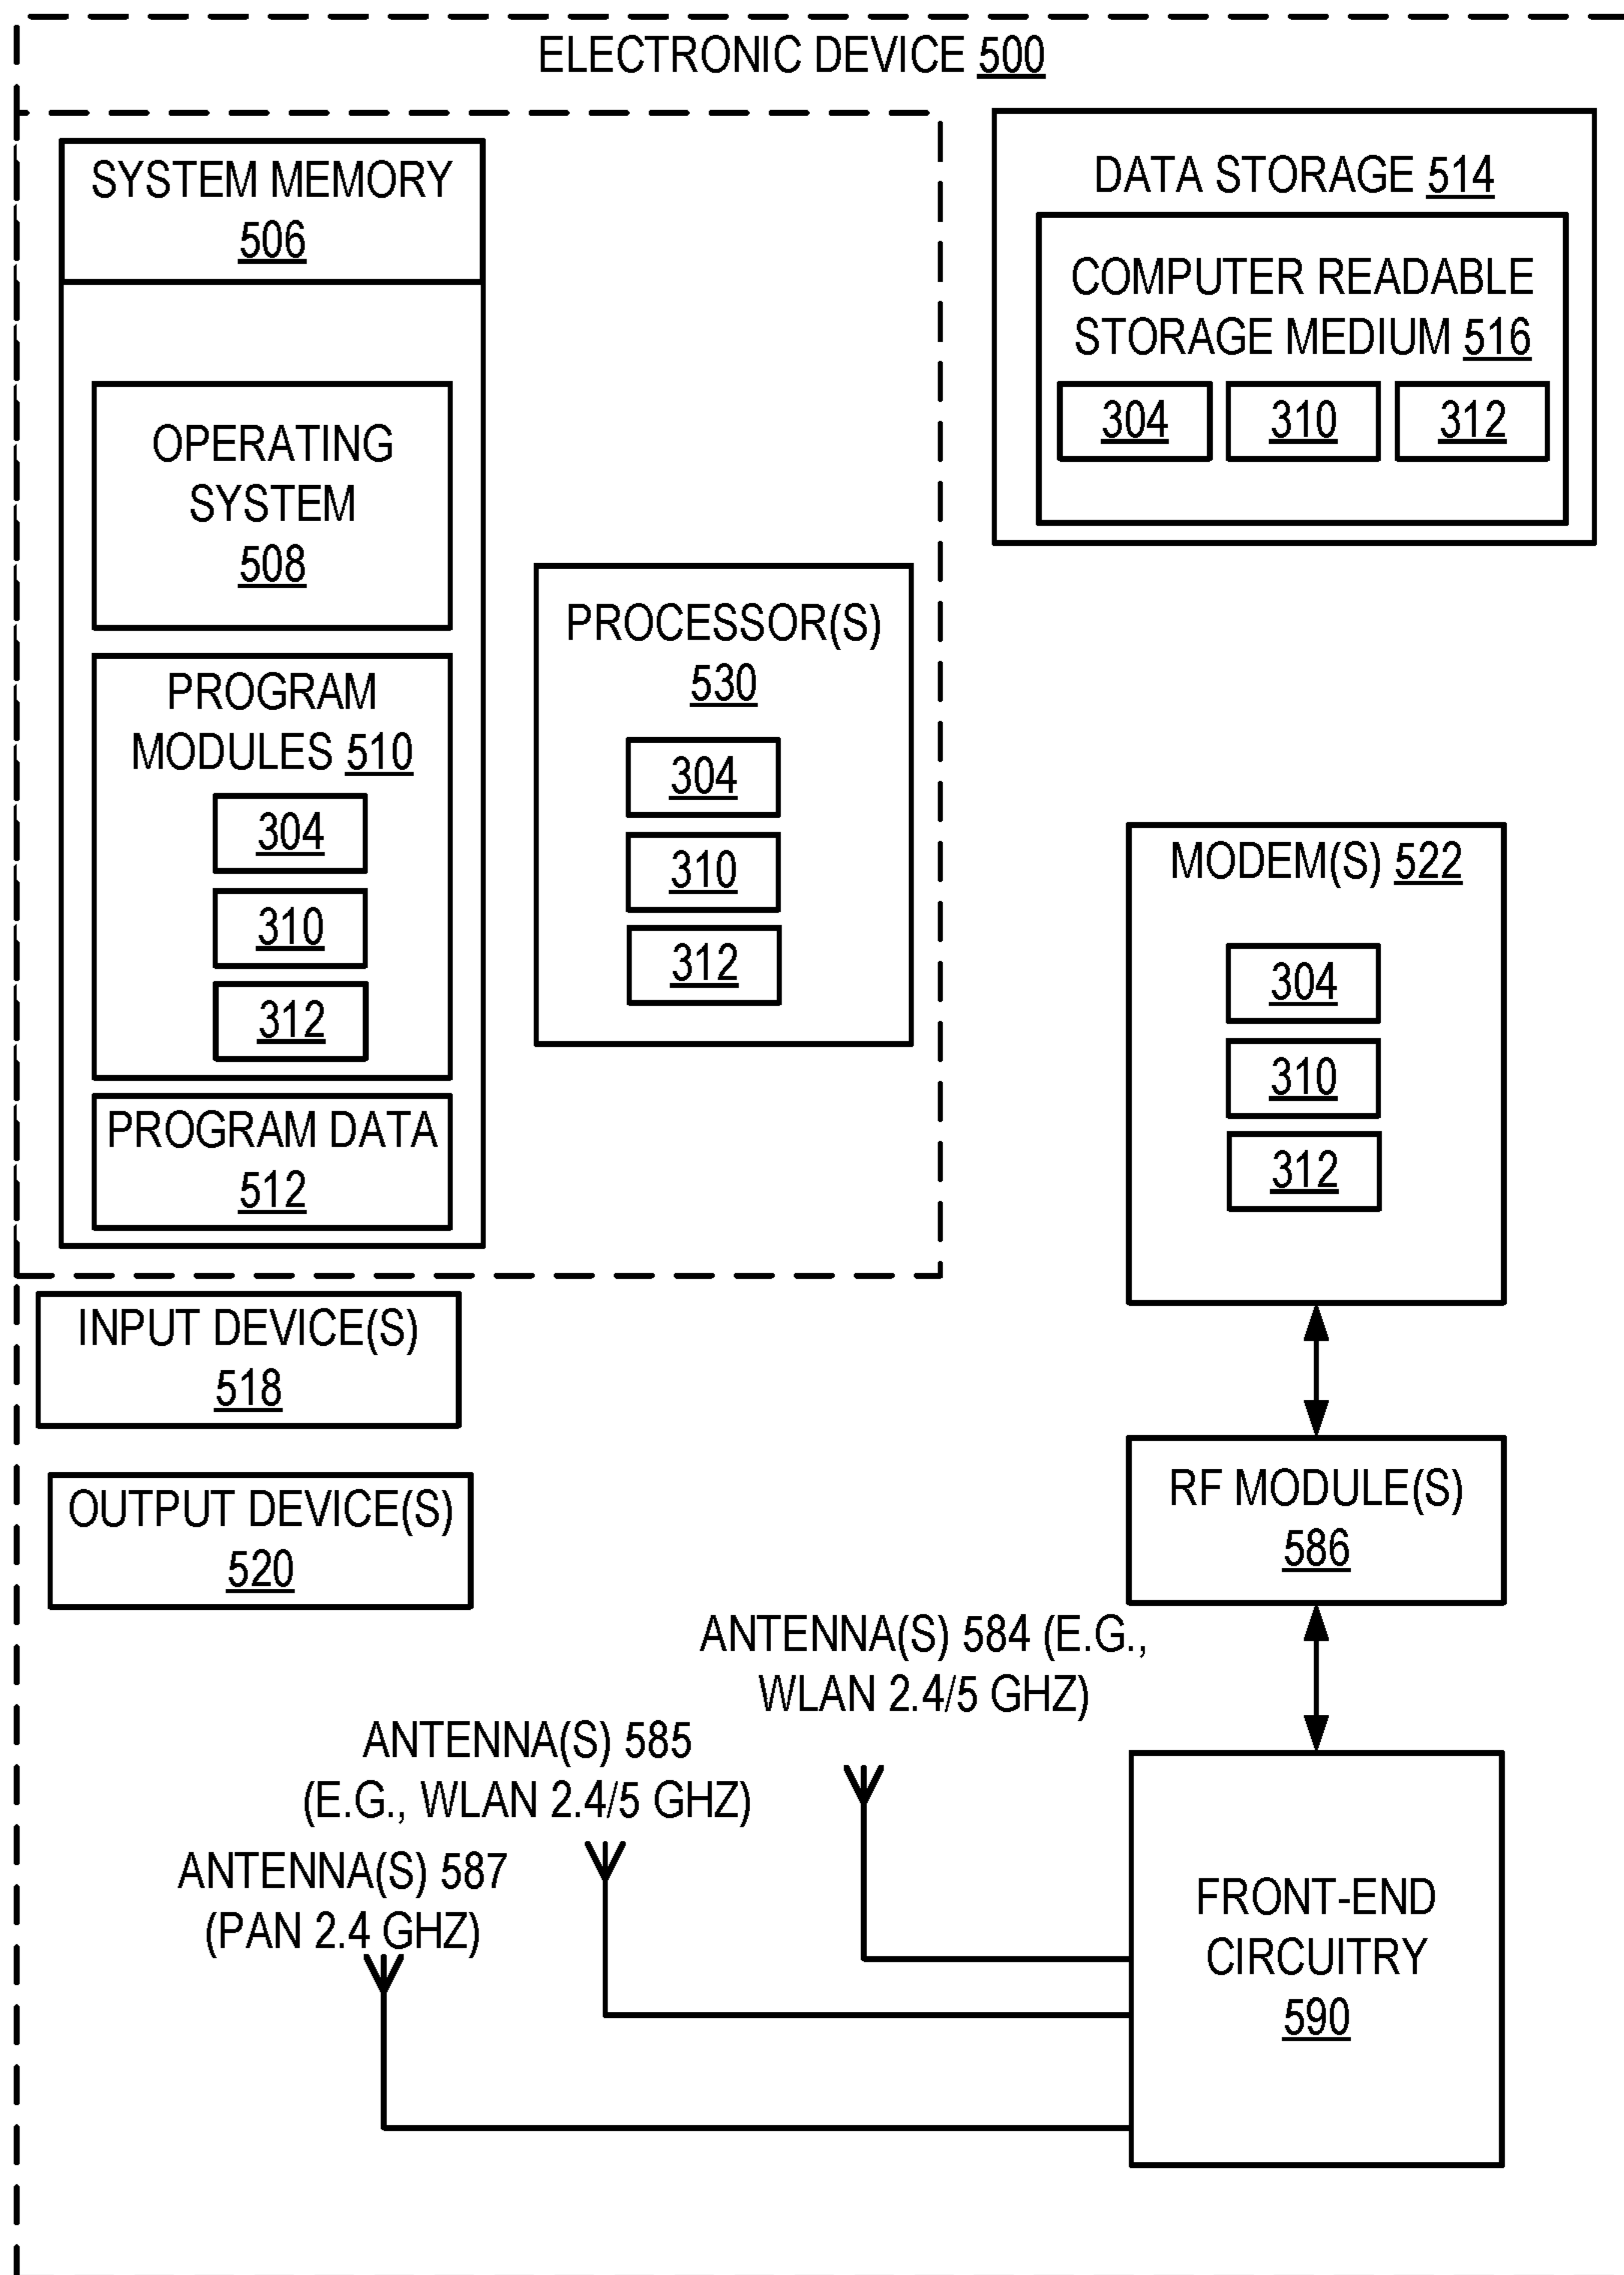 ELECTRONIC DEVICE 500
SYSTEM MEMORY
506
OPERATING
SYSTEM
508
PROGRAM
MODULES 510
304
310
312
PROGRAM DATA
512
PROCESSOR(S)
530
304
310
312
DATA STORAGE 514
COMPUTER READABLE
STORAGE MEDIUM 516
304 310 312
MODEM(S) 522
304
310
312
INPUT DEVICE(S)
518
OUTPUT DEVICE(S)
520
RF MODULE(S)
586
ANTENNA(S) 584 (E.G.,
WLAN 2.4/5 GHZ)
ANTENNA(S) 585
(E.G., WLAN 2.4/5 GHZ)
ANTENNA(S) 587
(PAN 2.4 GHZ)
FRONT-END
CIRCUITRY
590